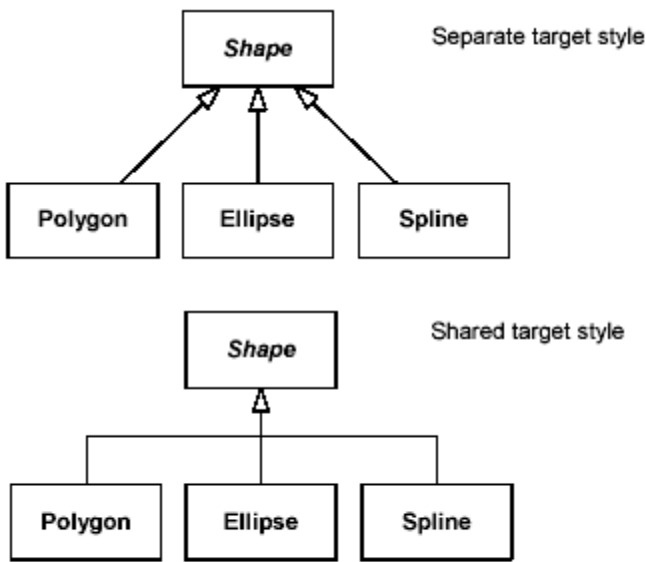 Shape
Separate target style
Polygon
Ellipse
Spline
Shape
Shared target style
Polygon
Ellipse
Spline